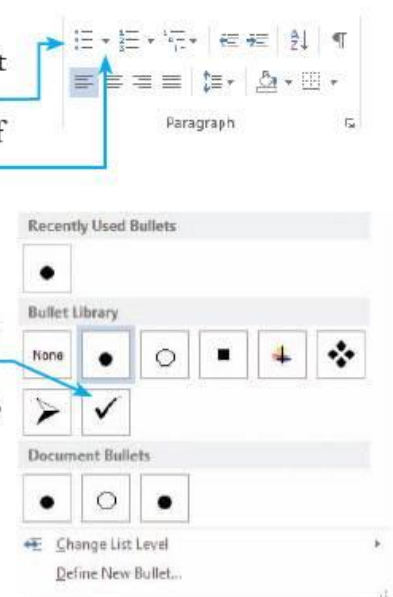 t
f
Paragraph
Recently Used Bullets
Bullet Library
None
Document Bullets
Change List Level
Define New Bullet...